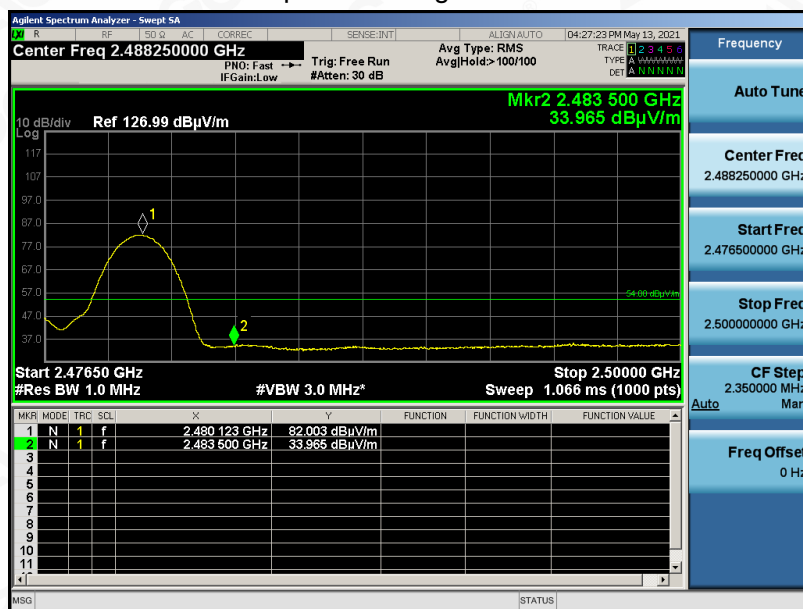 Agilent Spectrum Analyzer - Swept SA
LXI R RF 50 Ω AC CORREC SENSE:INT ALIGN AUTO 04:27:23 PM May 13, 2021
Center Freq 2.488250000 GHz
PNO: Fast
IFGain:Low
Trig: Free Run
#Atten: 30 dB
Avg Type: RMS
Avg|Hold:>100/100
TRACE 1 2 3 4 5 6
TYPE A WWWWW
DET A N N N N N
Mkr2 2.483 500 GHz
33.965 dBµV/m
10 dB/div Ref 126.99 dBµV/m
Log
117
107
97.0
87.0
77.0
67.0
57.0
47.0
37.0
1
2
54.00 dBµV/m
Start 2.47650 GHz Stop 2.50000 GHz
#Res BW 1.0 MHz #VBW 3.0 MHz* Sweep 1.066 ms (1000 pts)
MKR MODE TRC SCL X Y FUNCTION FUNCTION WIDTH FUNCTION VALUE
1 N 1 f 2.480 123 GHz 82.003 dBµV/m
2 N 1 f 2.483 500 GHz 33.965 dBµV/m
3
4
5
6
7
8
9
10
11
MSG STATUS
Frequency
Auto Tune
Center Freq
2.488250000 GHz
Start Freq
2.476500000 GHz
Stop Freq
2.500000000 GHz
CF Step
2.350000 MHz
Auto Man
Freq Offset
0 Hz